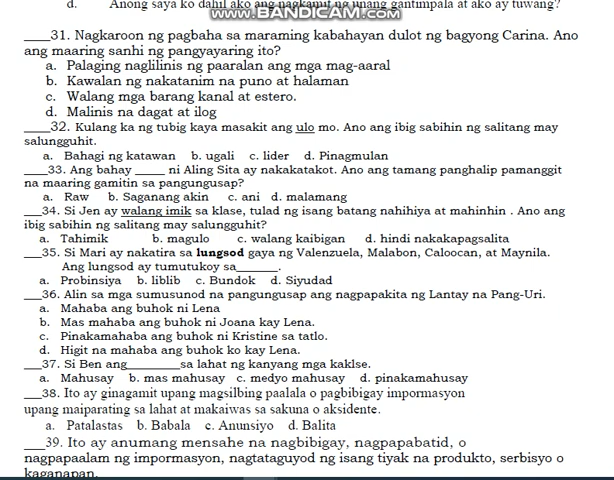 d. Anong saya ko dahil ako ang nagkamit ng unang gantimpala at ako ay tuwang?
WWW.BANDICAM.COM
____31. Nagkaroon ng pagbaha sa maraming kabahayan dulot ng bagyong Carina. Ano
ang maaring sanhi ng pangyayaring ito?
a. Palaging naglilinis ng paaralan ang mga mag-aaral
b. Kawalan ng nakatanim na puno at halaman
c. Walang mga barang kanal at estero.
d. Malinis na dagat at ilog
____32. Kulang ka ng tubig kaya masakit ang ulo mo. Ano ang ibig sabihin ng salitang may
salungguhit.
a. Bahagi ng katawan b. ugali c. lider d. Pinagmulan
____33. Ang bahay _____ ni Aling Sita ay nakakatakot. Ano ang tamang panghalip pamanggit
na maaring gamitin sa pangungusap?
a. Raw b. Saganang akin c. ani d. malamang
___34. Si Jen ay walang imik sa klase, tulad ng isang batang nahihiya at mahinhin . Ano ang
ibig sabihin ng salitang may salungguhit?
a. Tahimik b. magulo c. walang kaibigan d. hindi nakakapagsalita
___35. Si Mari ay nakatira sa lungsod gaya ng Valenzuela, Malabon, Caloocan, at Maynila.
Ang lungsod ay tumutukoy sa_______.
a. Probinsiya b. liblib c. Bundok d. Siyudad
___36. Alin sa mga sumusunod na pangungusap ang nagpapakita ng Lantay na Pang-Uri.
a. Mahaba ang buhok ni Lena
b. Mas mahaba ang buhok ni Joana kay Lena.
c. Pinakamahaba ang buhok ni Kristine sa tatlo.
d. Higit na mahaba ang buhok ko kay Lena.
___37. Si Ben ang_________sa lahat ng kanyang mga kaklse.
a. Mahusay b. mas mahusay c. medyo mahusay d. pinakamahusay
___38. Ito ay ginagamit upang magsilbing paalala o pagbibigay impormasyon
upang maiparating sa lahat at makaiwas sa sakuna o aksidente.
a. Patalastas b. Babala c. Anunsiyo d. Balita
___39. Ito ay anumang mensahe na nagbibigay, nagpapabatid, o
nagpapaalam ng impormasyon, nagtataguyod ng isang tiyak na produkto, serbisyo o
kaganapan.